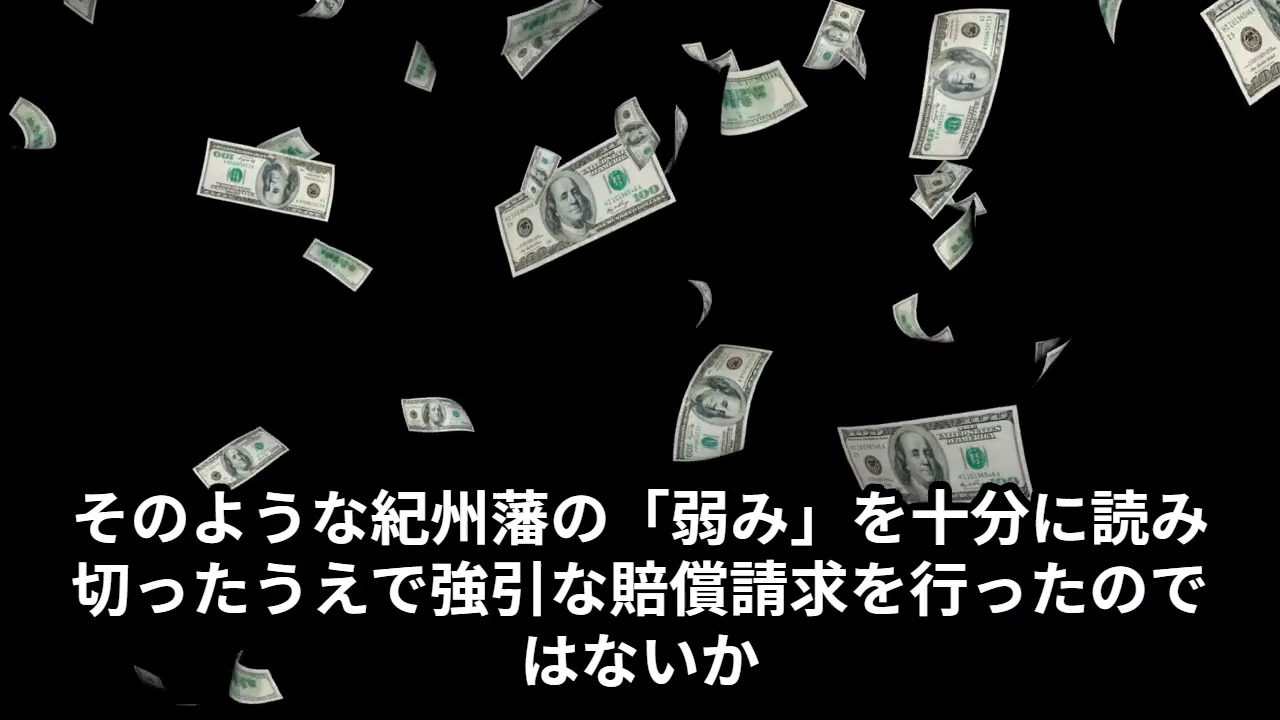 そのような紀州藩の「弱み」を十分に読み
切ったうえで強引な賠償請求を行ったので
はないか